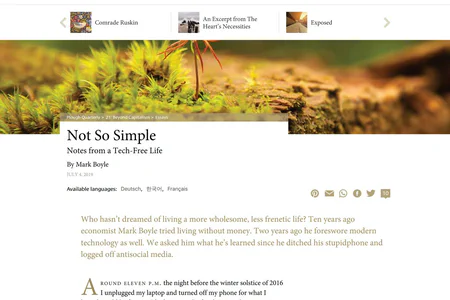 Comrade Ruskin
An Excerpt from The
Heart's Necessities
Exposed
Plough Quarterly > 21: Beyond Capitalism > Essays
Not So Simple
Notes from a Tech-Free Life
By Mark Boyle
JULY 4, 2019
Available languages: Deutsch, 한국어, Français
Who hasn't dreamed of living a more wholesome, less frenetic life? Ten years ago
economist Mark Boyle tried living without money. Two years ago he foreswore modern
technology as well. We asked him what he's learned since he ditched his stupidphone and
logged off antisocial media.
AROUND ELEVEN P.M. the night before the winter solstice of 2016
I unplugged my laptop and turned off my phone for what I